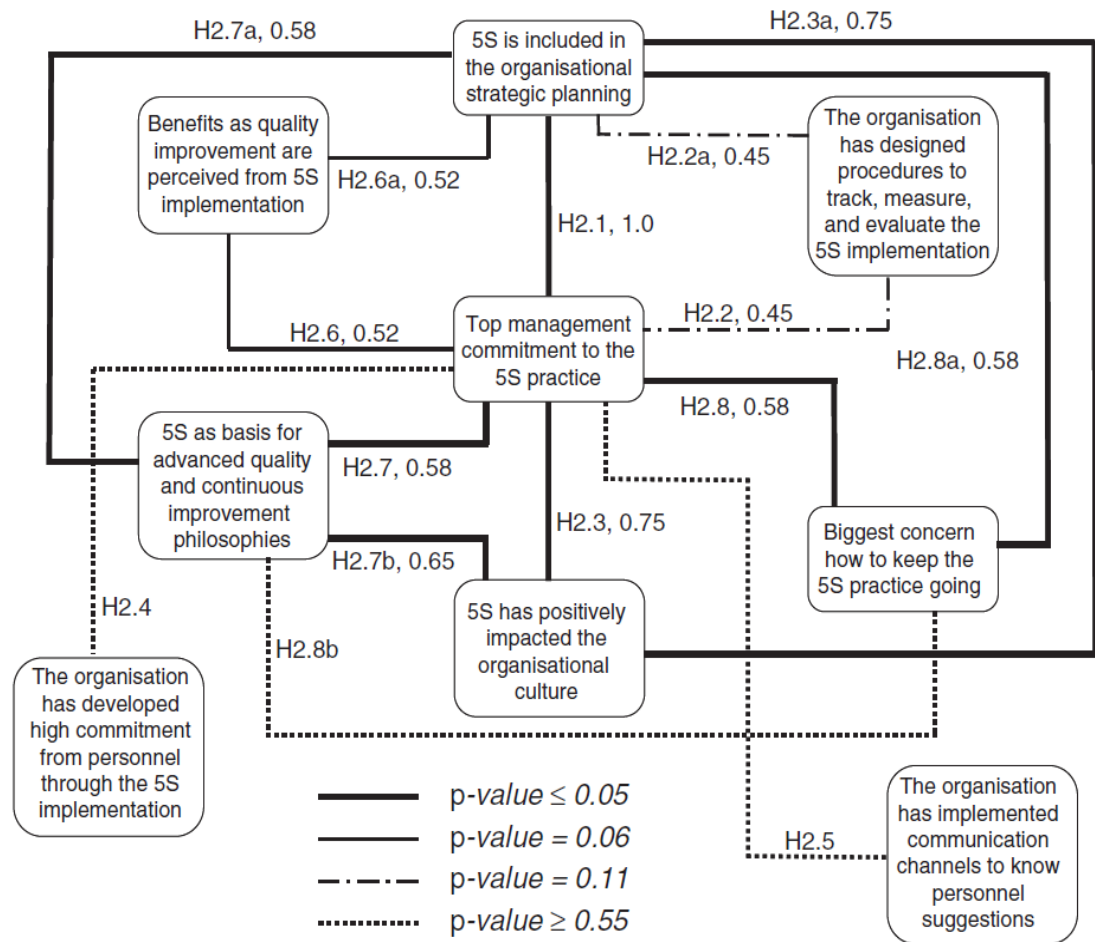 H2.7a, 0.58
5S is included in
the organisational
strategic planning
H2.3a, 0.75
Benefits as quality
improvement are
perceived from 5S
implementation
H2.6a, 0.52
H2.2a, 0.45
The organisation
has designed
procedures to
track, measure,
and evaluate the
5S implementation
H2.1, 1.0
H2.6, 0.52
Top management
commitment to the
5S practice
H2.2, 0.45
H2.8a, 0.58
H2.8, 0.58
5S as basis for
advanced quality
and continuous
improvement
philosophies
H2.7, 0.58
H2.3, 0.75
Biggest concern
how to keep the
5S practice going
H2.7b, 0.65
H2.4
H2.8b
5S has positively
impacted the
organisational
culture
The organisation
has developed
high commitment
from personnel
through the 5S
implementation
p-value ≤ 0.05
p-value = 0.06
p-value = 0.11
p-value ≥ 0.55
H2.5
The organisation
has implemented
communication
channels to know
personnel
suggestions